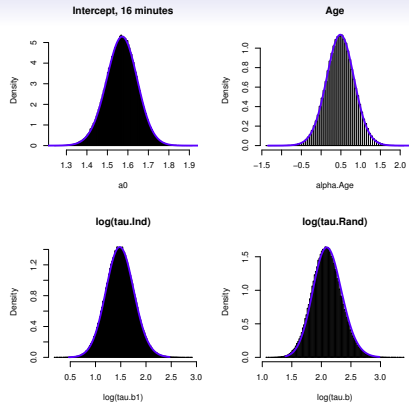 Intercept, 16 minutes
Density
0 1 2 3 4 5
1.3 1.4 1.5 1.6 1.7 1.8 1.9
a0
Age
Density
0.0 0.2 0.4 0.6 0.8 1.0
−1.5 −0.5 0.5 1.5 2.0
alpha.Age
log(tau.Ind)
Density
0.0 0.4 0.8 1.2
0.5 1.0 1.5 2.0 2.5 3.0
log(tau.b1)
log(tau.Rand)
Density
0.0 0.5 1.0 1.5
1.0 1.5 2.0 2.5 3.0
log(tau.b)